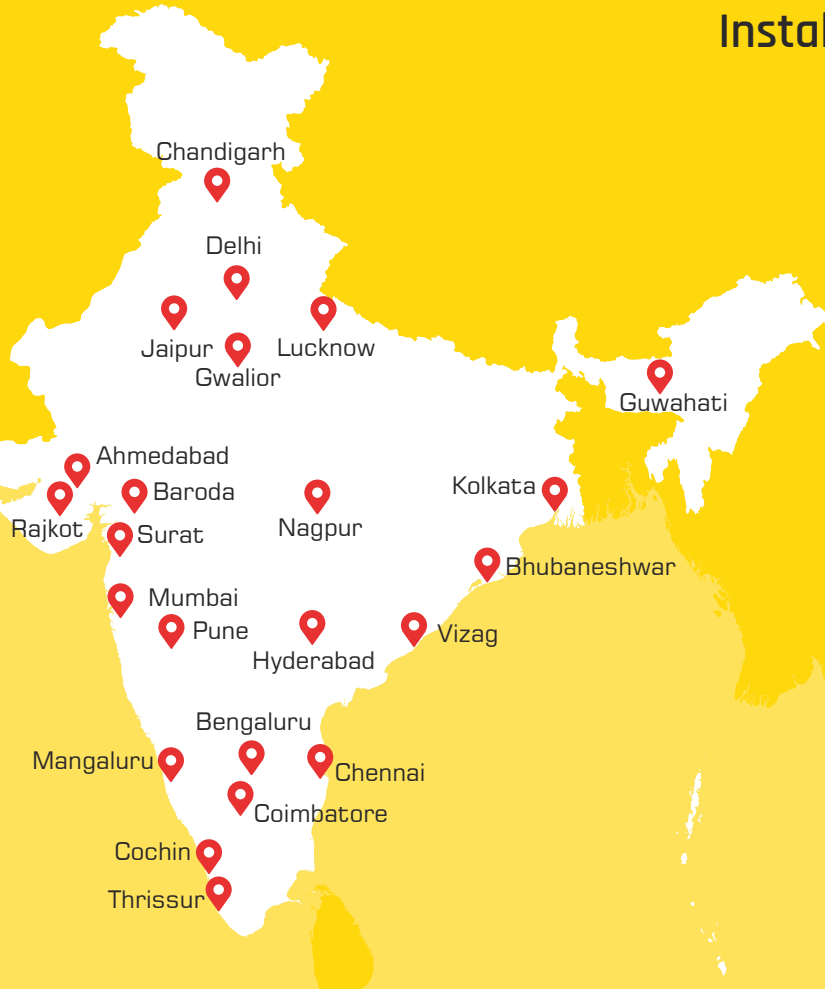 Instal
Chandigarh
Delhi
Jaipur
Lucknow
Gwalior
Guwahati
Ahmedabad
Baroda
Kolkata
Rajkot
Surat
Nagpur
Bhubaneshwar
Mumbai
Pune
Vizag
Hyderabad
Bengaluru
Mangaluru
Chennai
Coimbatore
Cochin
Thrissur